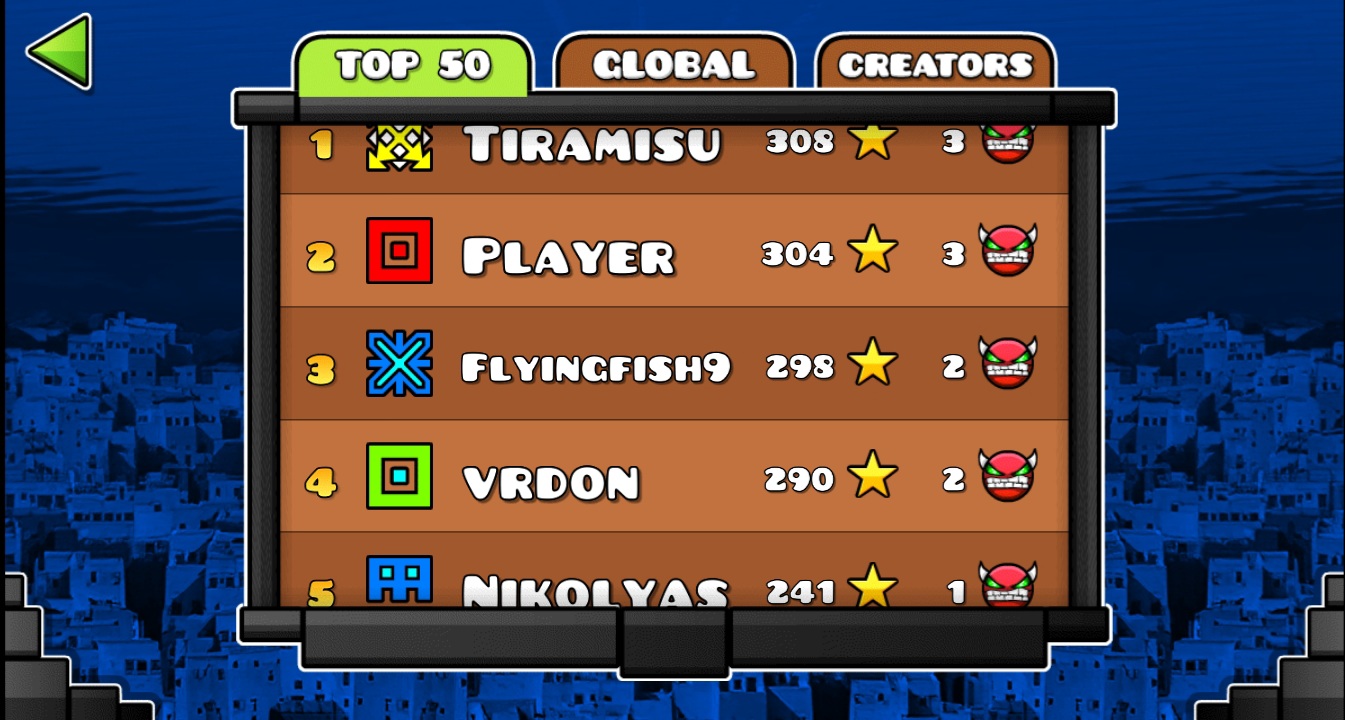 TOP 50 GLOBAL CREATORS
1 TIRAMISU 308 3
2 PLAYER 304 3
3 FLYINGFISH9 298 2
4 VRDON 290 2
5 NIKOLYAS 241 1